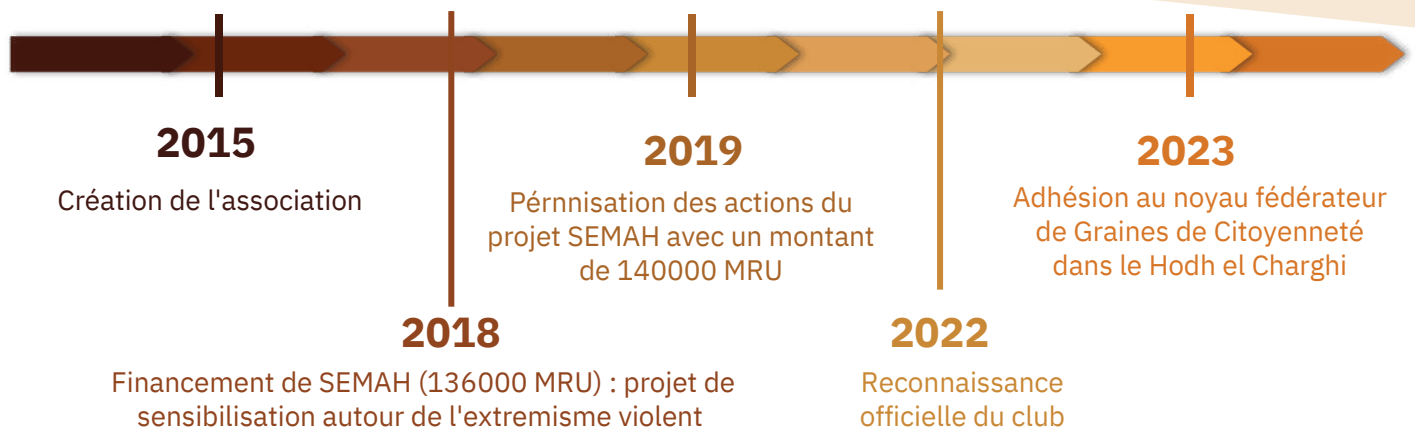 2015
Création de l'association
2018
Financement de SEMAH (136000 MRU) : projet de
sensibilisation autour de l'extremisme violent
2019
Pérnnisation des actions du
projet SEMAH avec un montant
de 140000 MRU
2022
Reconnaissance
officielle du club
2023
Adhésion au noyau fédérateur
de Graines de Citoyenneté
dans le Hodh el Charghi